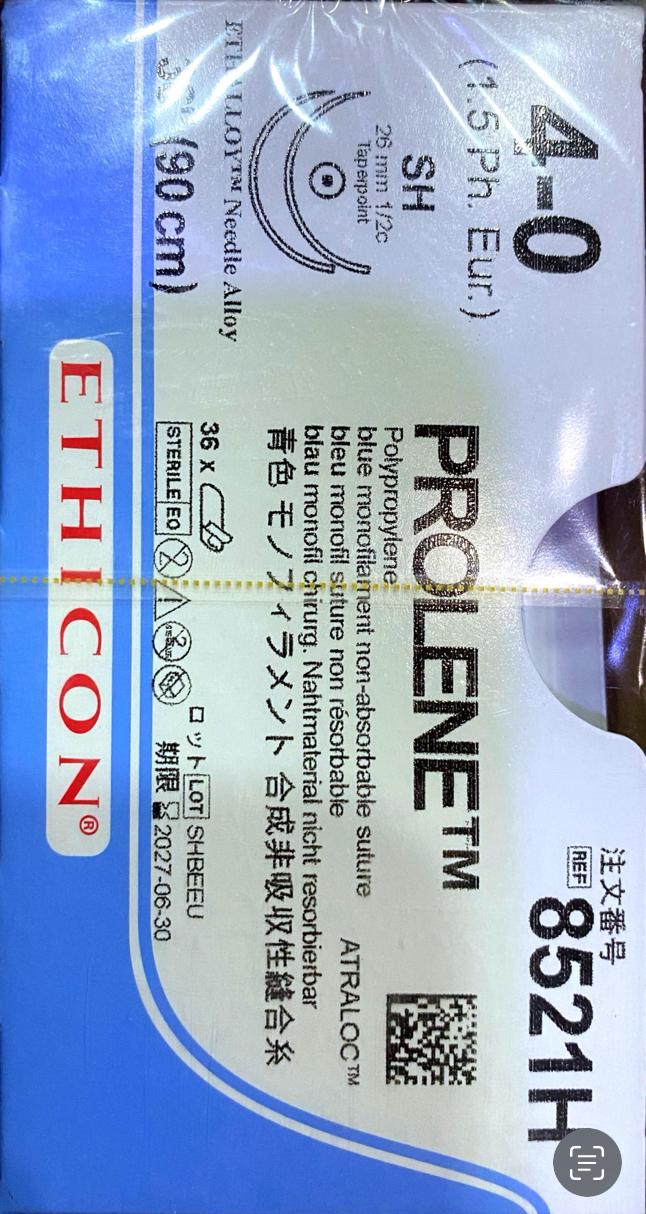 4-0
(1.5 Ph. Eur.)
SH
26 mm 1/2c
Taperpoint
ETHALLOY™ Needle Alloy
(90 cm)
注文番号
REF 8521H
PROLENE™
Polypropylene
blue monofilament non-absorbable suture
bleu monofil suture non résorbable
blau monofil chirurg. Nahtmaterial nicht resorbierbar
青色 モノフィラメント 合成非吸収性縫合糸
ATRALOC™
36 x
STERILE EO
2
ロット LOT SHBEEU
期限 2027-06-30
ETHICON®